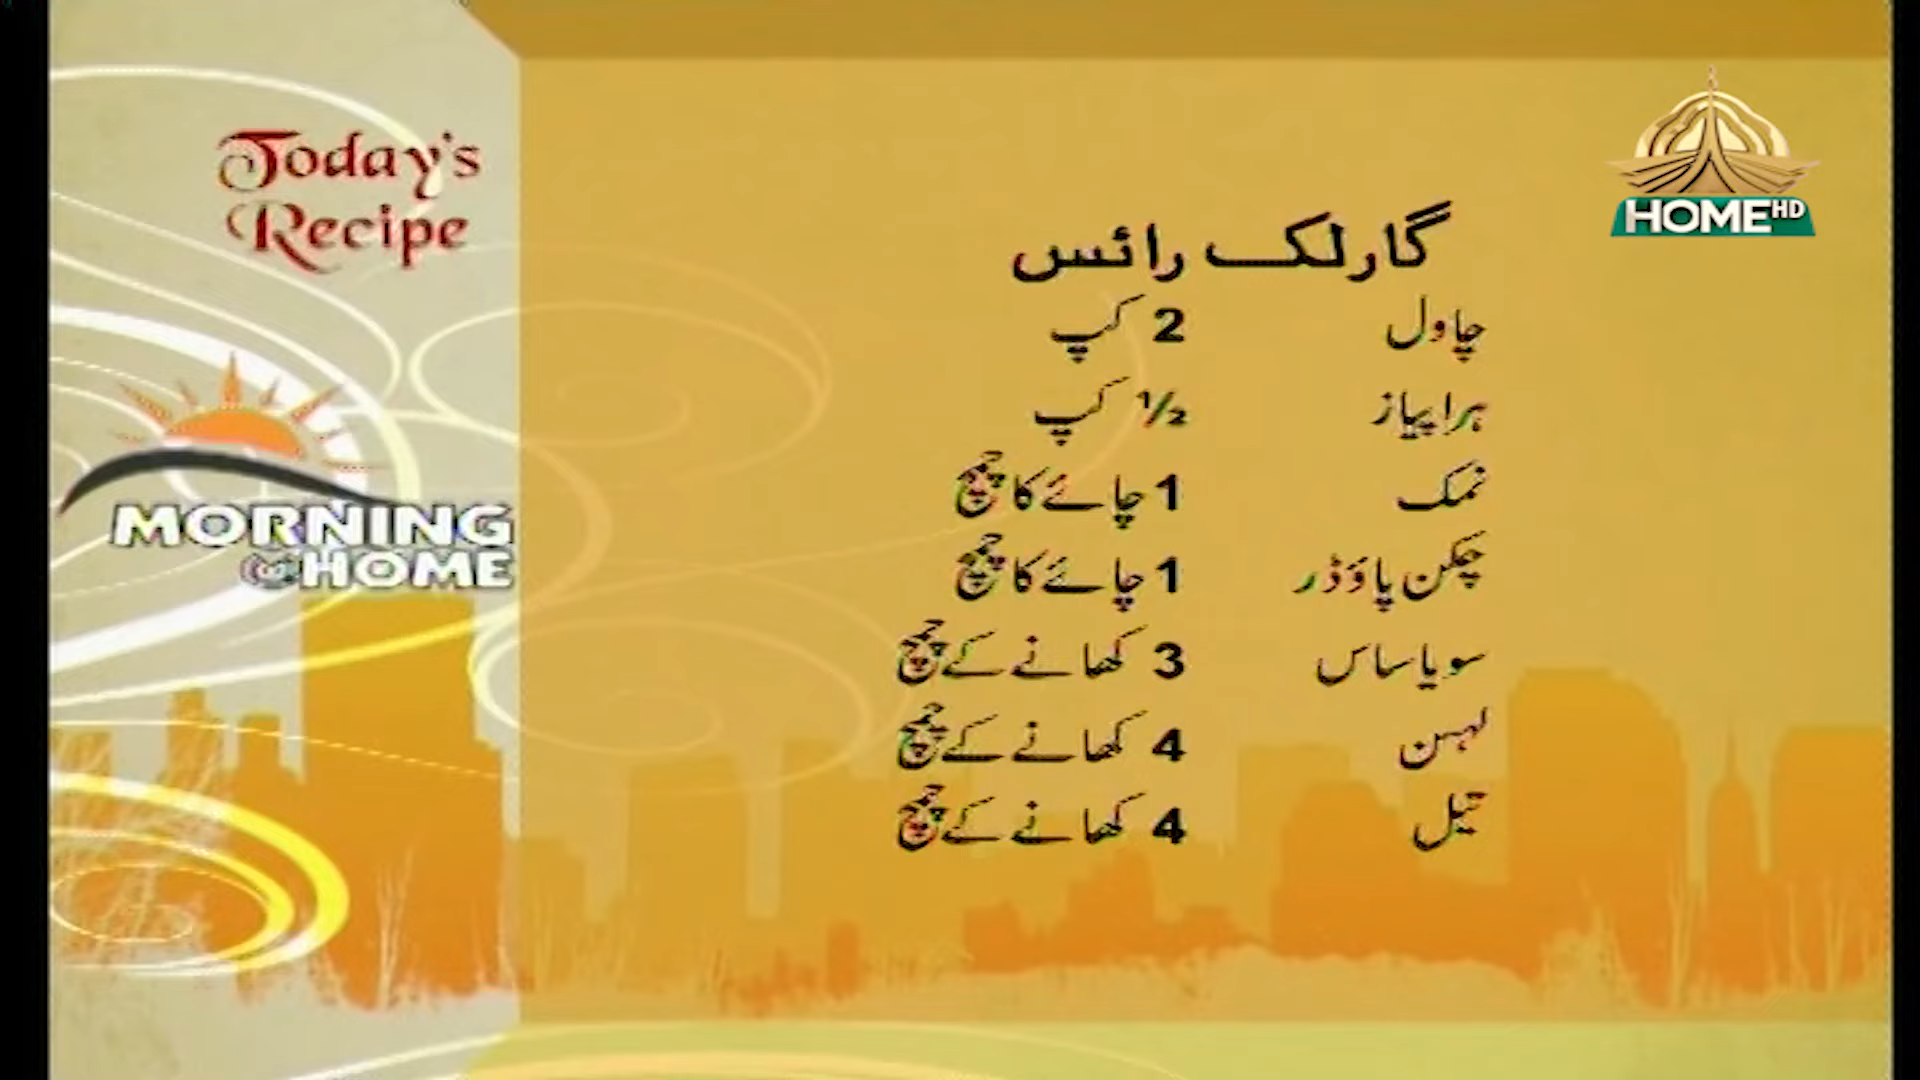 Today's
Recipe
HOME HD
گارلک رائس
چاول 2 کپ
ہرا پیاز ½ کپ
نمک 1 چائے کا چمچ
چکن پاؤڈر 1 چائے کا چمچ
سویا ساس 3 کھانے کے چمچ
لہسن 4 کھانے کے چمچ
تیل 4 کھانے کے چمچ
MORNING
@HOME